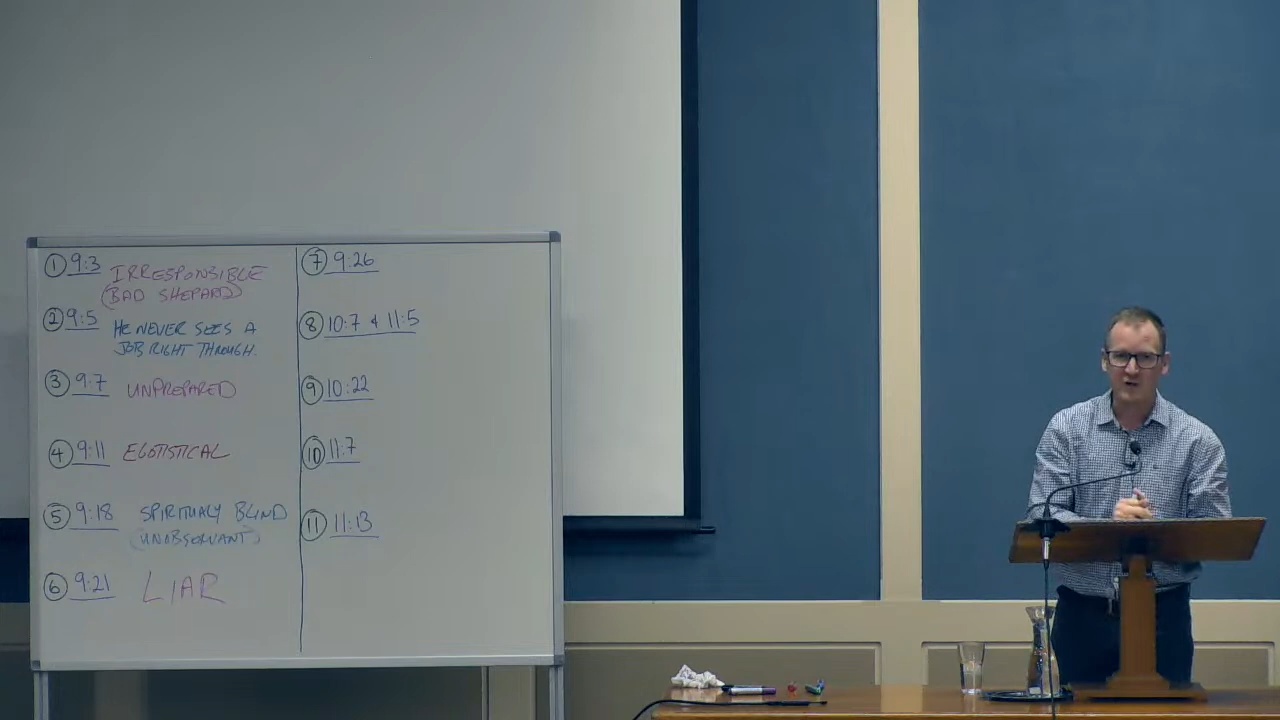 ① 9:3 IRRESPONSIBLE
(BAD SHEPARD)
② 9:5 HE NEVER SEES A
JOB RIGHT THROUGH.
③ 9:7 UNPREPARED
④ 9:11 EGOTISTICAL
⑤ 9:18 SPIRITUALY BLIND
(UNOBSERVANT)
⑥ 9:21 LIAR
⑦ 9:26
⑧ 10:7 & 11:5
⑨ 10:22
⑩ 11:7
⑪ 11:13